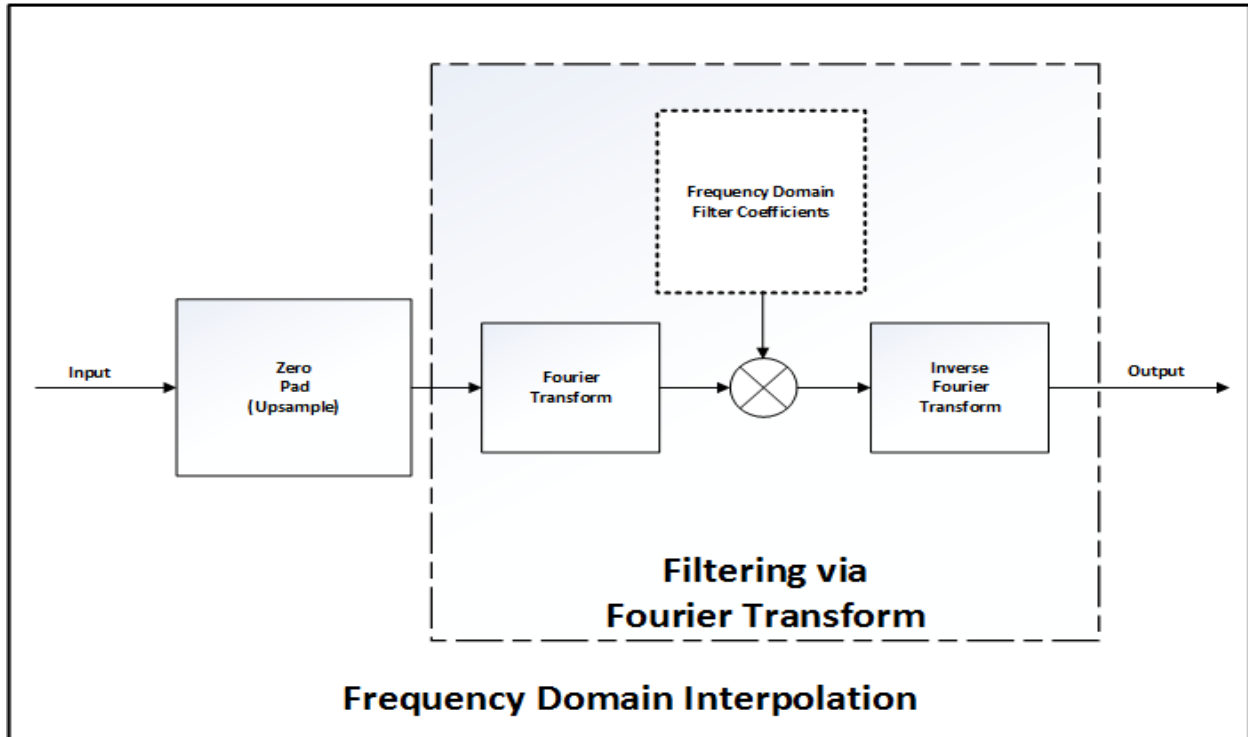 Frequency Domain
Filter Coefficients
Input
Zero
Pad
(Upsample)
Fourier
Transform
Inverse
Fourier
Transform
Output
Filtering via
Fourier Transform
Frequency Domain Interpolation